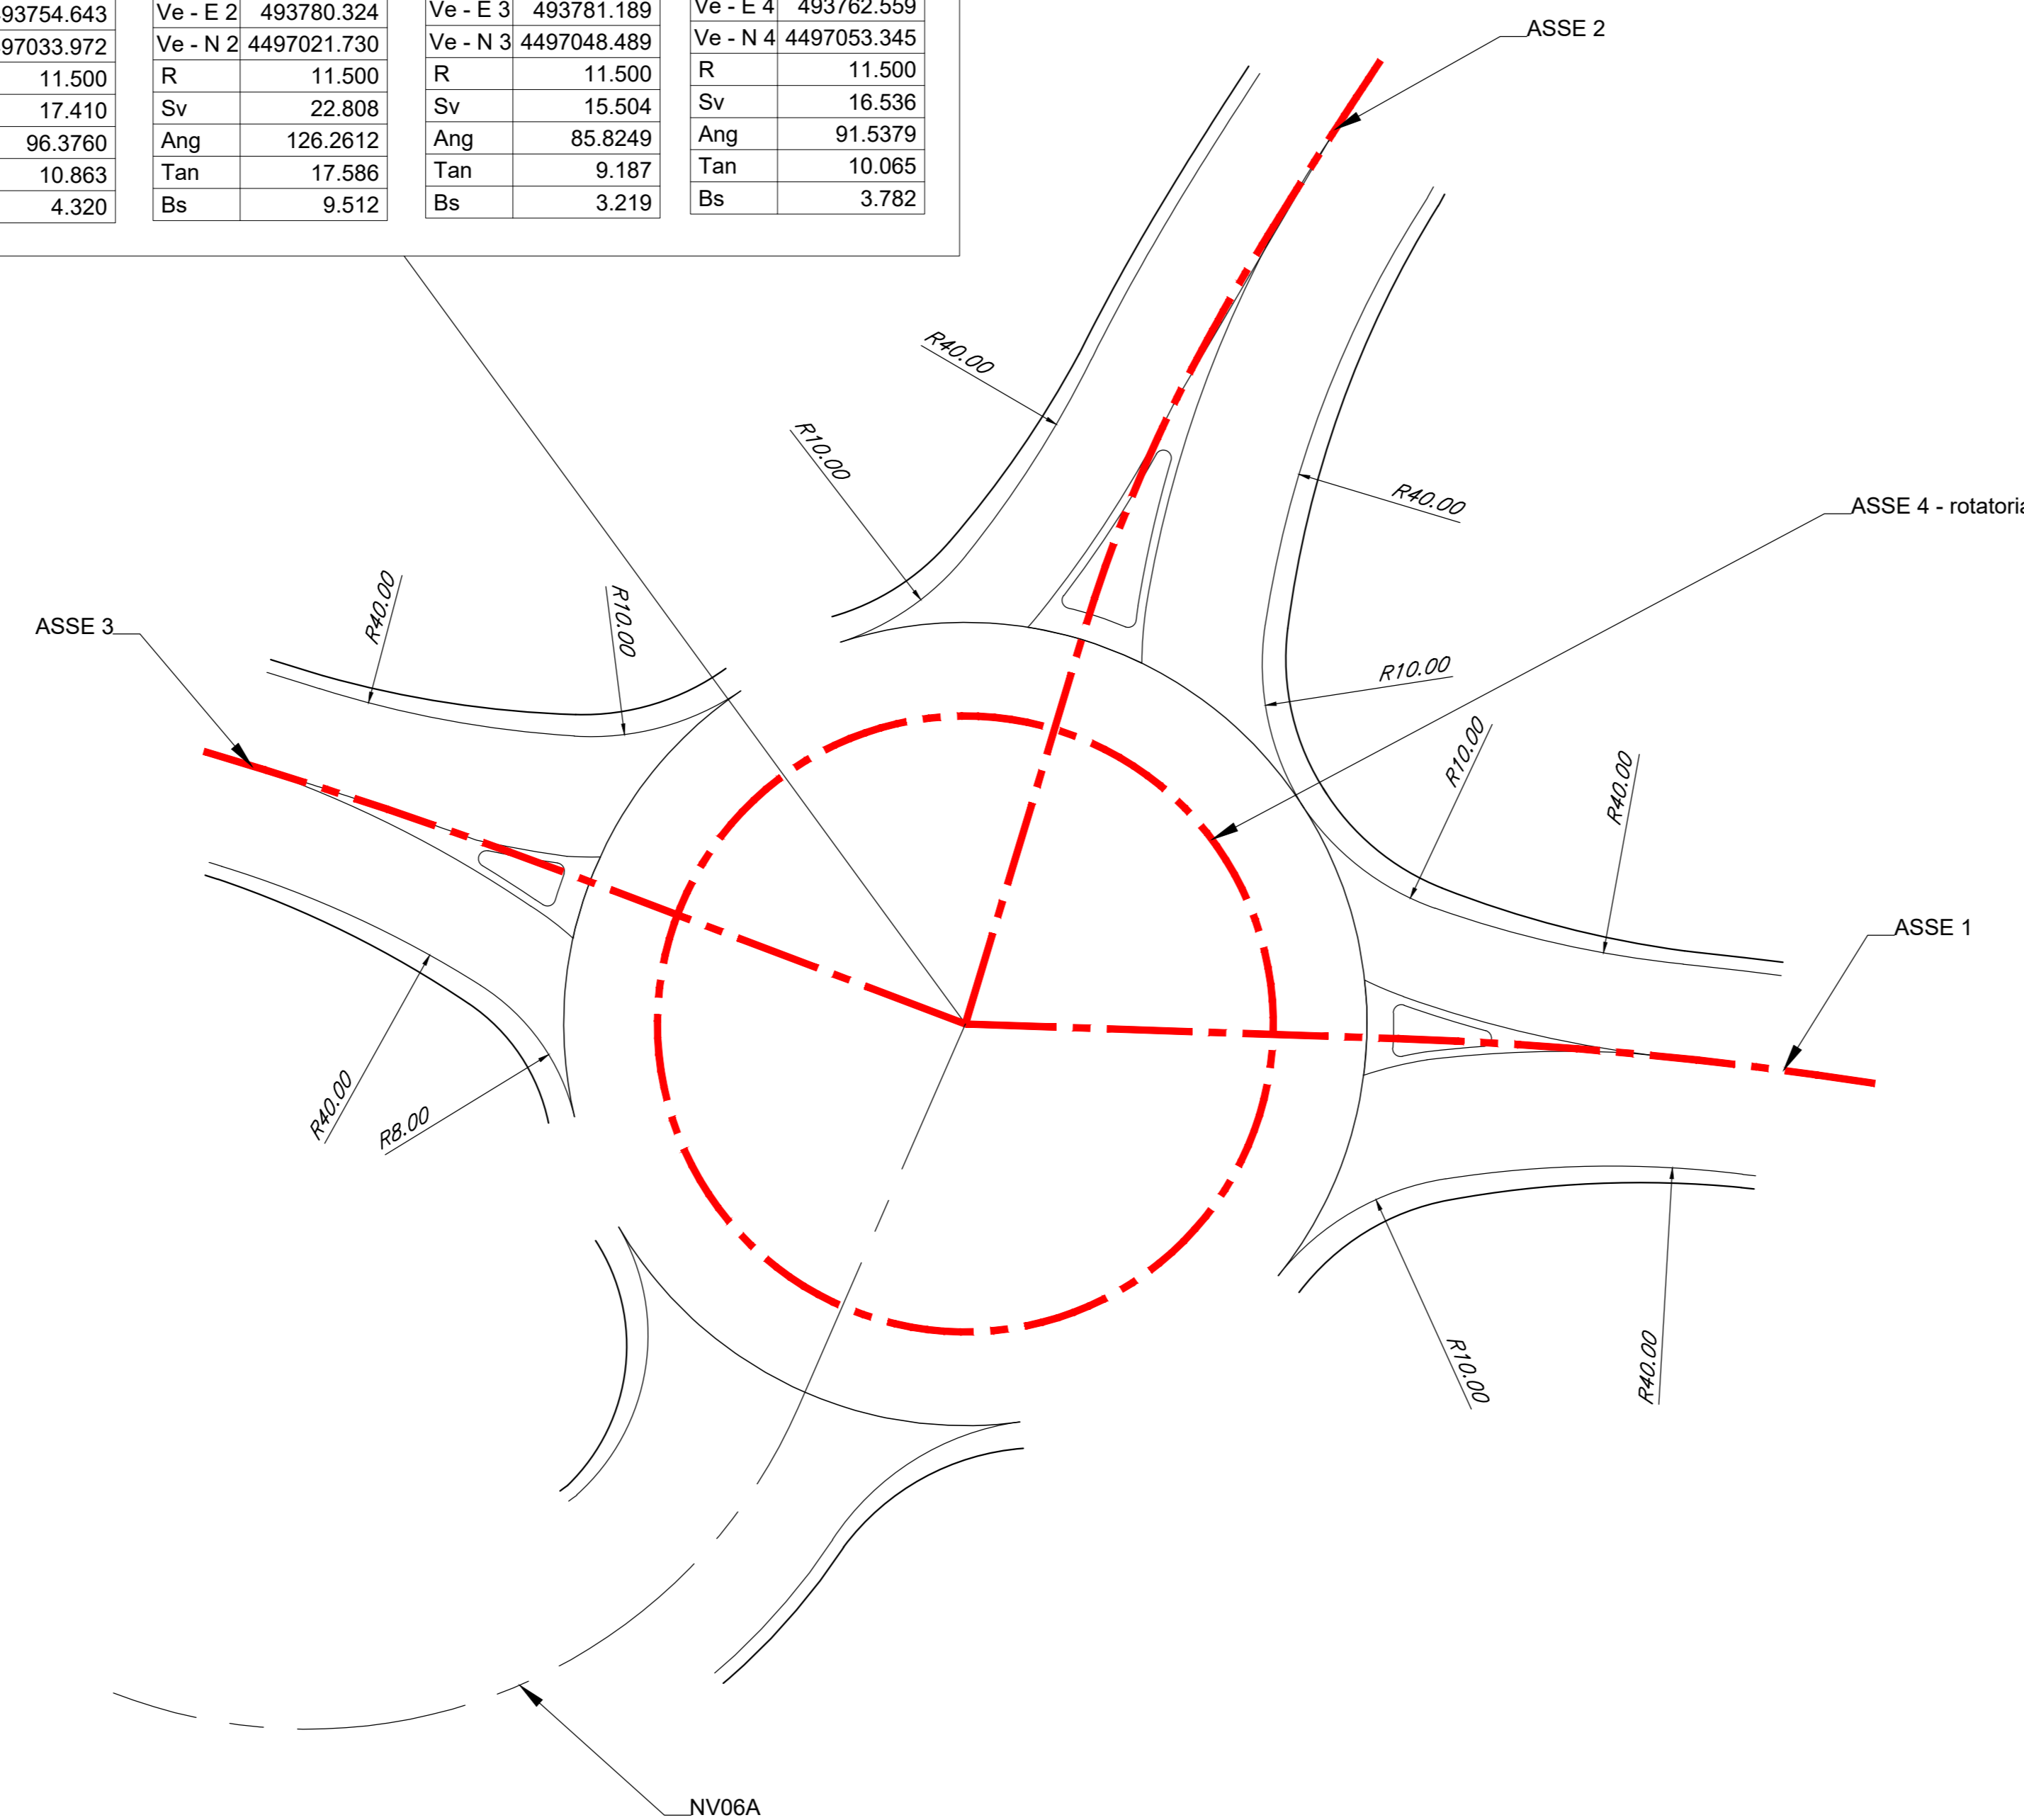 493754.643
Ve - E 2 493780.324
Ve - E 3 493781.189
Ve - E 4 493762.559
497033.972
Ve - N 2 4497021.730
Ve - N 3 4497048.489
Ve - N 4 4497053.345
11.500
R 11.500
R 11.500
R 11.500
17.410
Sv 22.808
Sv 15.504
Sv 16.536
96.3760
Ang 126.2612
Ang 85.8249
Ang 91.5379
10.863
Tan 17.586
Tan 9.187
Tan 10.065
4.320
Bs 9.512
Bs 3.219
Bs 3.782
ASSE 2
R40.00
R10.00
R40.00
ASSE 4 - rotatoria
R40.00
R10.00
ASSE 3
R10.00
R10.00
R40.00
ASSE 1
R40.00
R8.00
R10.00
R40.00
NV06A